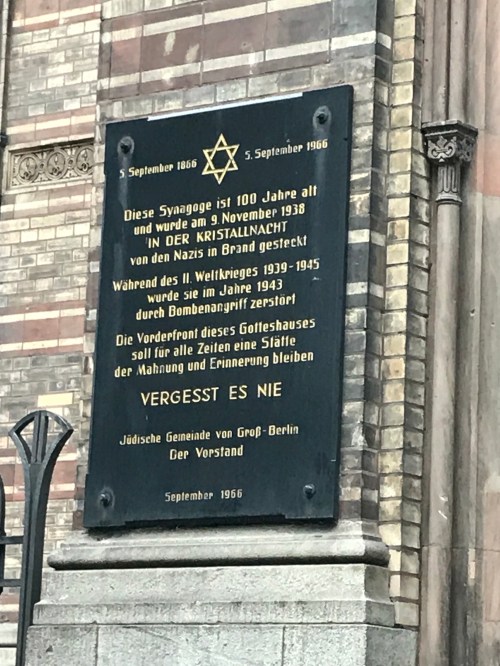 5 September 1866 5. September 1966
Diese Synagoge ist 100 Jahre alt
und wurde am 9. November 1938
IN DER KRISTALLNACHT
von den Nazis in Brand gesteckt
Während des II. Weltkrieges 1939-1945
wurde sie im Jahre 1943
durch Bombenangriff zerstört
Die Vorderfront dieses Gotteshauses
soll für alle Zeiten eine Stätte
der Mahnung und Erinnerung bleiben
VERGESST ES NIE
Jüdische Gemeinde von Groß-Berlin
Der Vorstand
September 1966